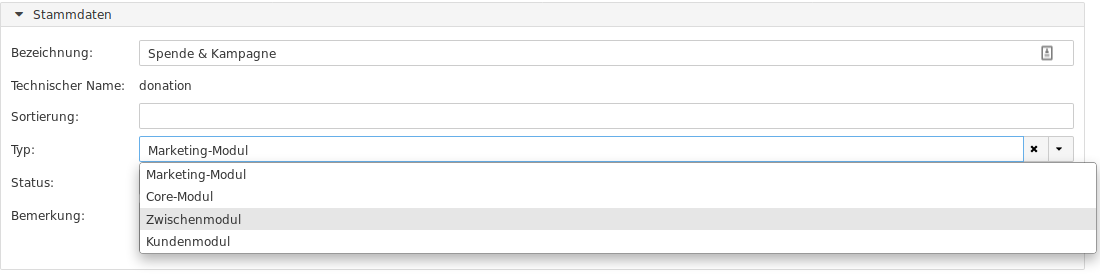 Stammdaten
Bezeichnung: Spende & Kampagne
Technischer Name: donation
Sortierung:
Typ: Marketing-Modul
Marketing-Modul
Status:
Core-Modul
Bemerkung:
Zwischenmodul
Kundenmodul